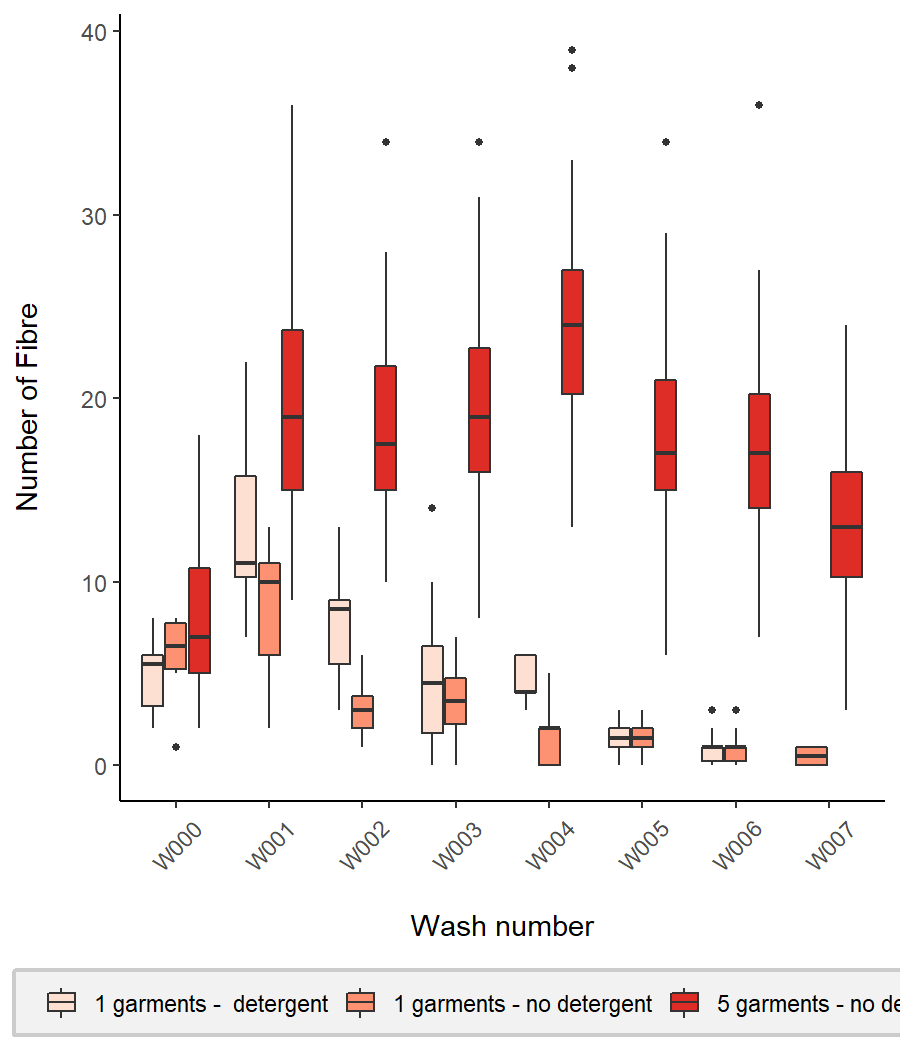 40
30
20
10
0
Number of Fibre
W000 W001 W002 W003 W004 W005 W006 W007
Wash number
1 garments - detergent 1 garments - no detergent 5 garments - no de